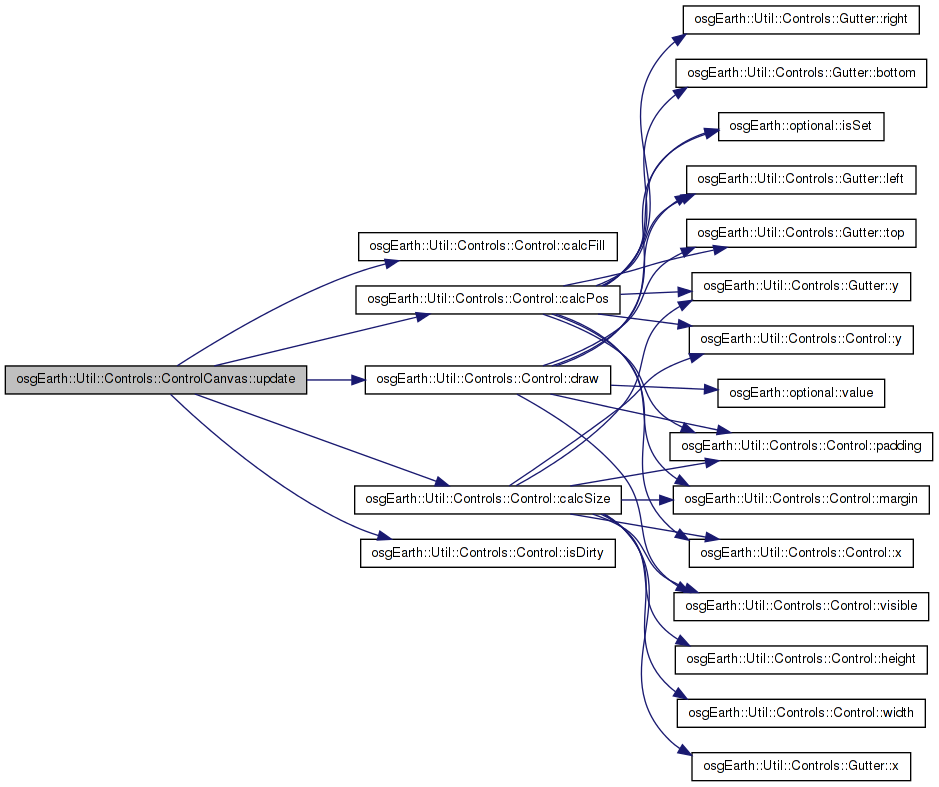 osgEarth::Util::Controls::Gutter::right
osgEarth::Util::Controls::Gutter::bottom
osgEarth::optional::isSet
osgEarth::Util::Controls::Gutter::left
osgEarth::Util::Controls::Gutter::top
osgEarth::Util::Controls::Control::calcFill
osgEarth::Util::Controls::Gutter::y
osgEarth::Util::Controls::Control::calcPos
osgEarth::Util::Controls::Control::y
osgEarth::Util::Controls::ControlCanvas::update
osgEarth::Util::Controls::Control::draw
osgEarth::optional::value
osgEarth::Util::Controls::Control::padding
osgEarth::Util::Controls::Control::calcSize
osgEarth::Util::Controls::Control::margin
osgEarth::Util::Controls::Control::isDirty
osgEarth::Util::Controls::Control::x
osgEarth::Util::Controls::Control::visible
osgEarth::Util::Controls::Control::height
osgEarth::Util::Controls::Control::width
osgEarth::Util::Controls::Gutter::x